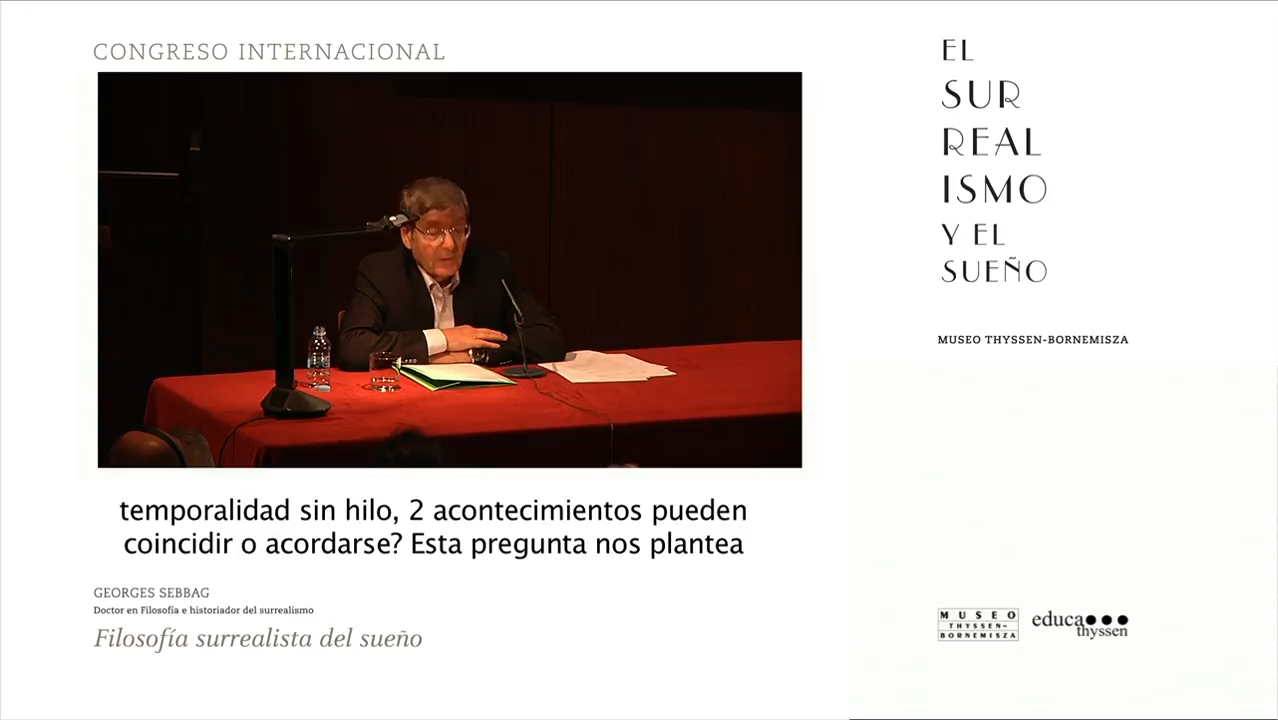 CONGRESO INTERNACIONAL
EL
SUR
REAL
ISMO
Y EL
SUEÑO
MUSEO THYSSEN-BORNEMISZA
temporalidad sin hilo, 2 acontecimientos pueden
coincidir o acordarse? Esta pregunta nos plantea
GEORGES SEBBAG
Doctor en Filosofía e historiador del surrealismo
Filosofía surrealista del sueño
MUSEO
THYSSEN-
BORNEMISZA
educa
thyssen